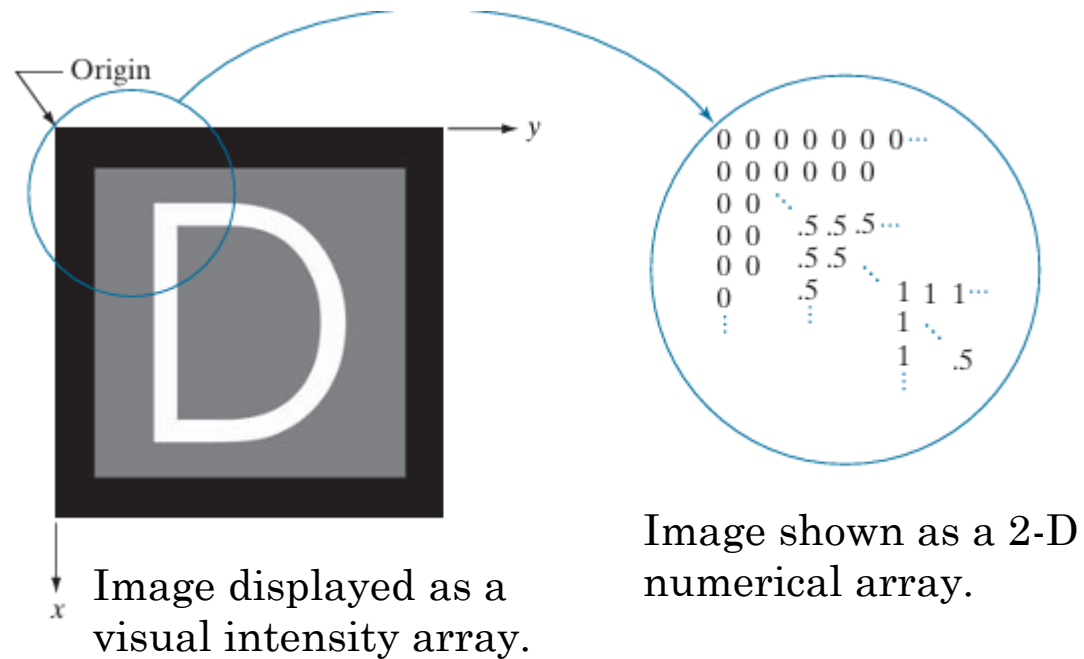 Origin
y
0 0 0 0 0 0 0 ⋯
0 0 0 0 0 0
0 0 ⋱
0 0 .5 .5 .5 ⋯
0 0 .5 .5 ⋱
0 .5 1 1 1 ⋯
⋮ ⋮ 1 ⋱
1 .5
⋮
D
x
Image displayed as a
visual intensity array.
Image shown as a 2-D
numerical array.